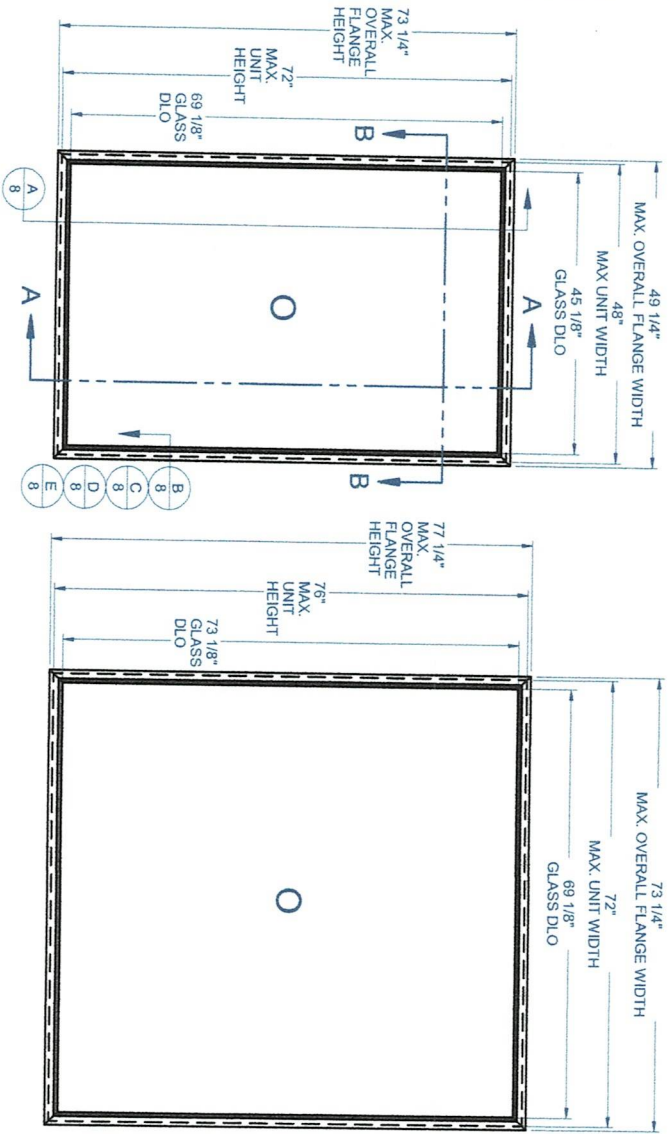 49 1/4"
MAX. OVERALL FLANGE WIDTH
48"
MAX UNIT WIDTH
45 1/8"
GLASS DLO
73 1/4"
MAX.
OVERALL
FLANGE
HEIGHT
72"
MAX.
UNIT
HEIGHT
69 1/8"
GLASS
DLO
A
B
B
O
A
A
8
B
8
C
8
D
8
E
8
73 1/4"
MAX. OVERALL FLANGE WIDTH
72"
MAX. UNIT WIDTH
69 1/8"
GLASS DLO
77 1/4"
MAX.
OVERALL
FLANGE
HEIGHT
76"
MAX.
UNIT
HEIGHT
73 1/8"
GLASS
DLO
O